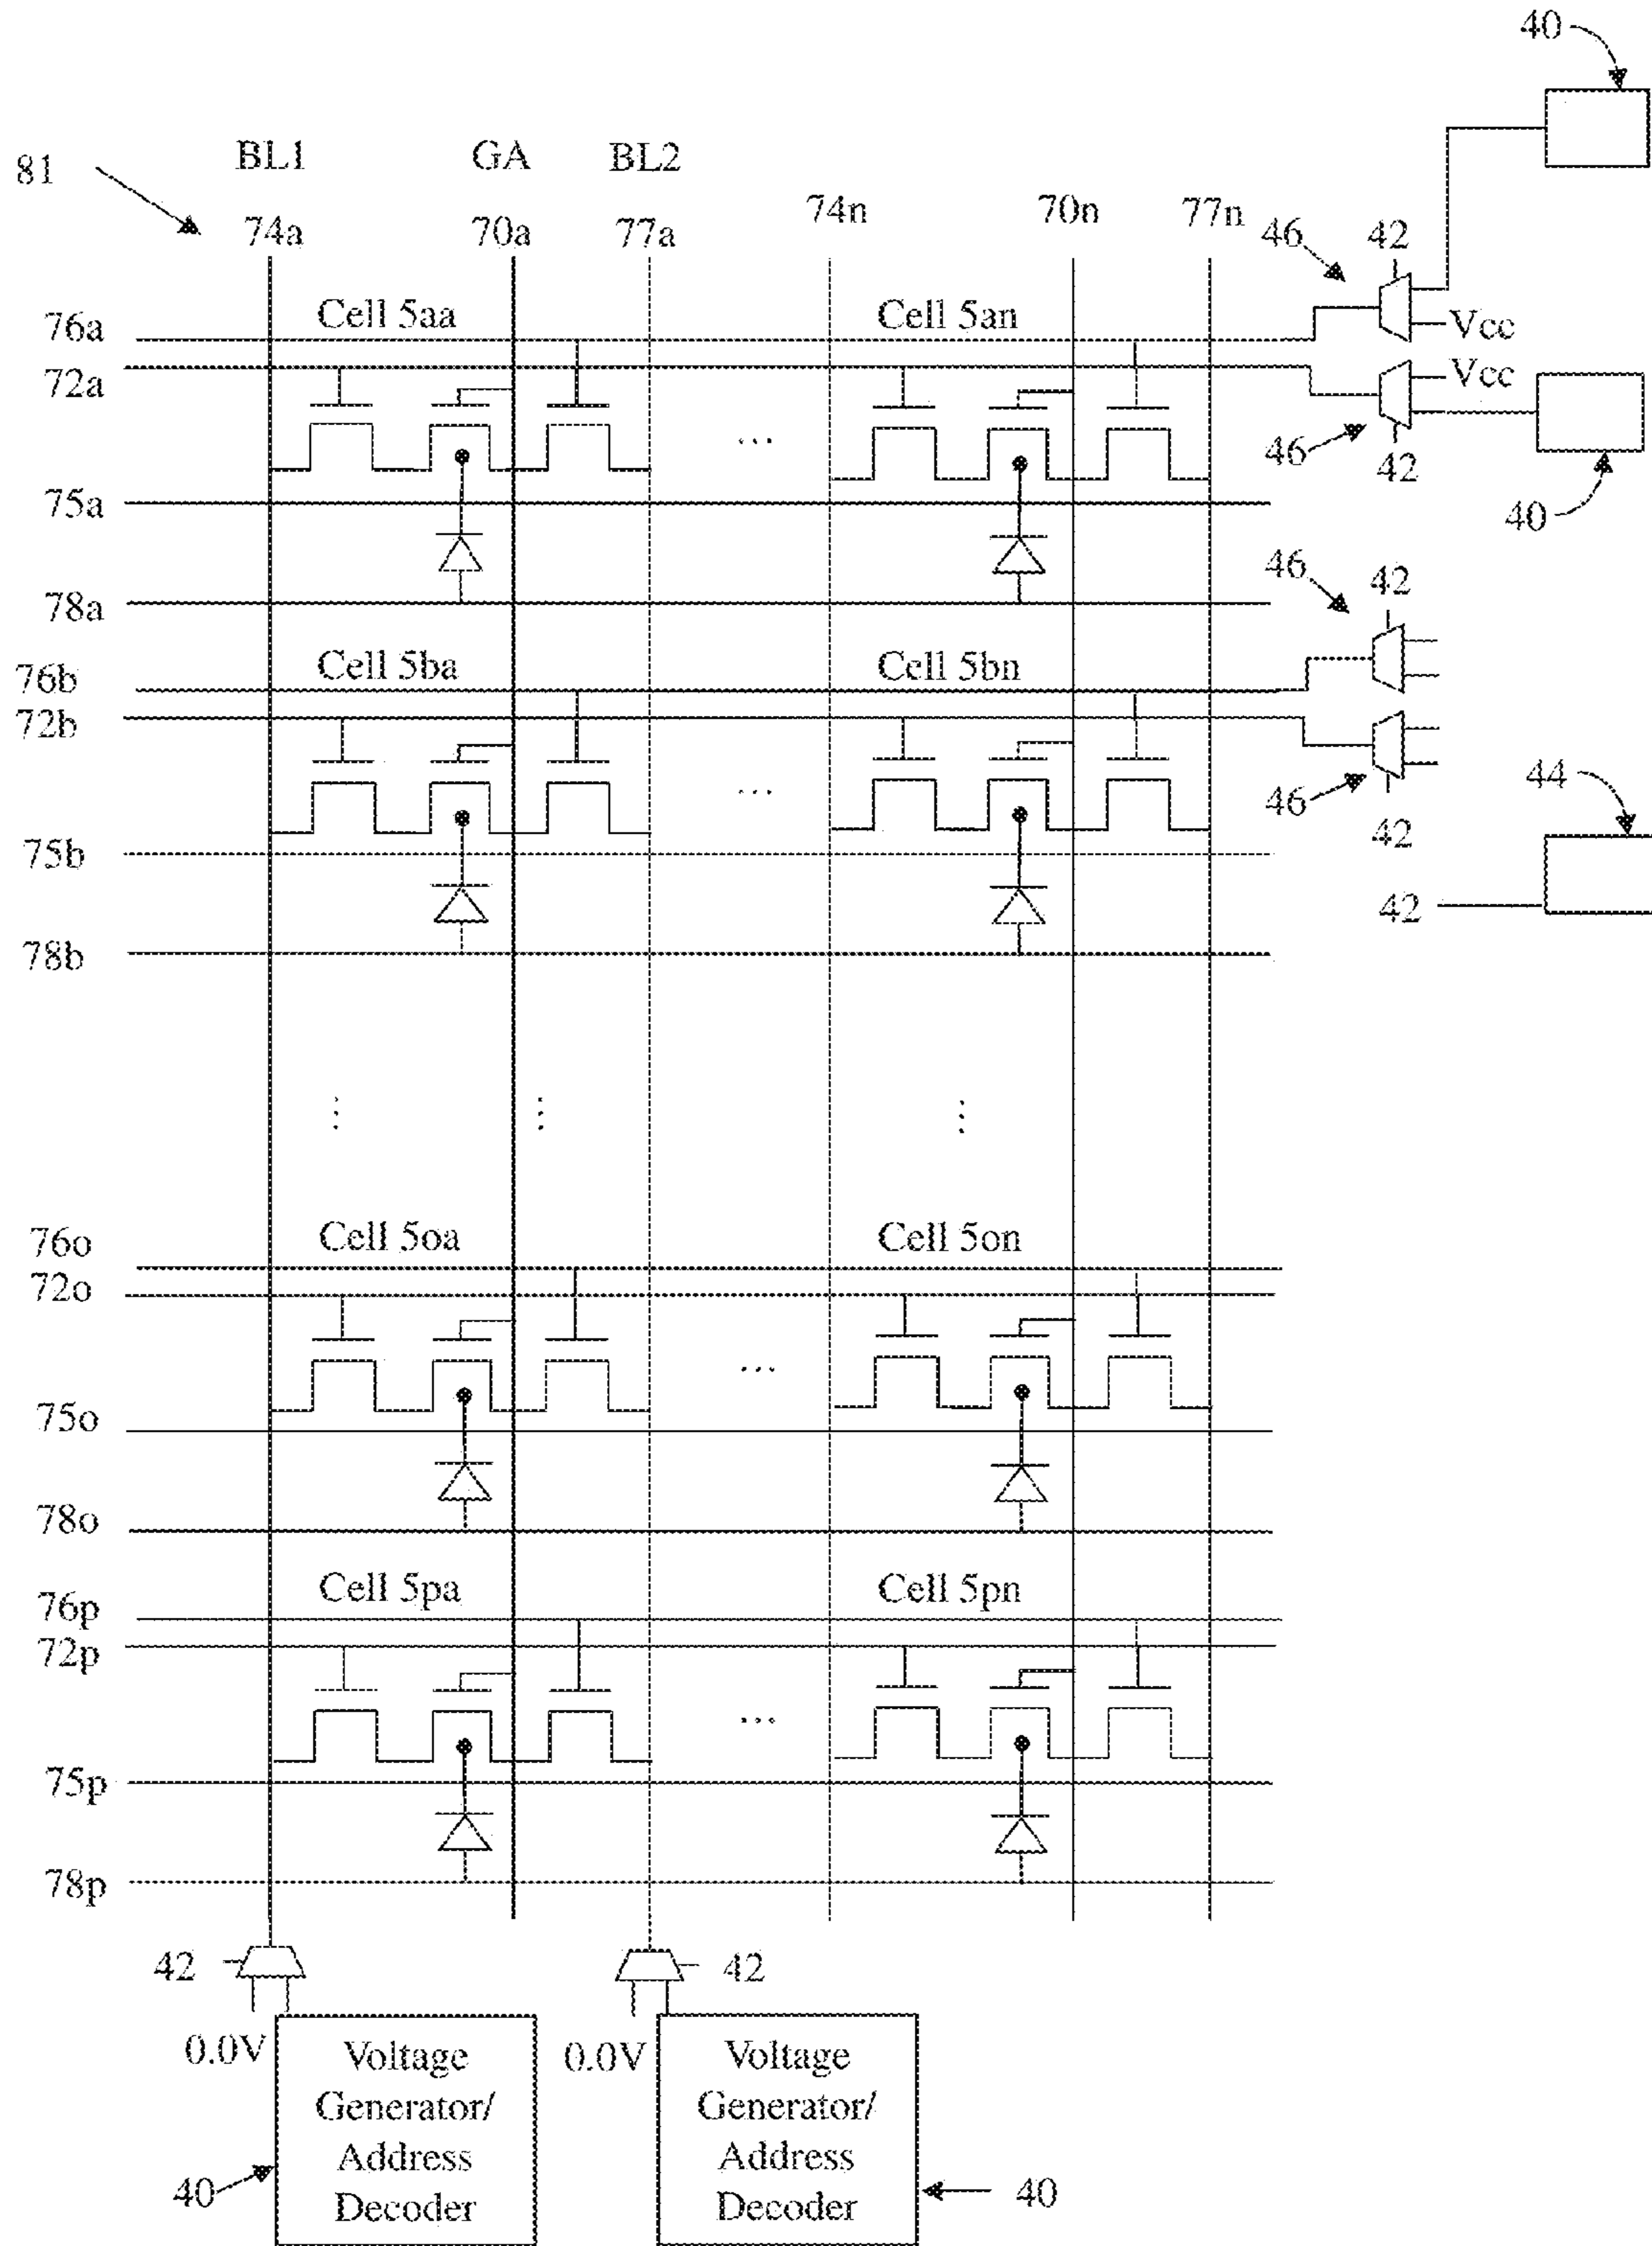 40
BL1 GA BL2
81
74n 70n 77n
74a 70a 77a
46 42
Cell 5aa Cell 5an
76a
Vcc
72a
Vcc
46
42
75a
40
46 42
78a
Cell 5ba Cell 5bn
76b
72b
44
46
42
75b
42
78b
⋮ ⋮ ⋮
Cell 5oa Cell 5on
76o
72o
...
75o
78o
Cell 5pa Cell 5pn
76p
72p
...
75p
78p
42 42
0.0V 0.0V
Voltage
Generator/
Address
Decoder
Voltage
Generator/
Address
Decoder
40 40